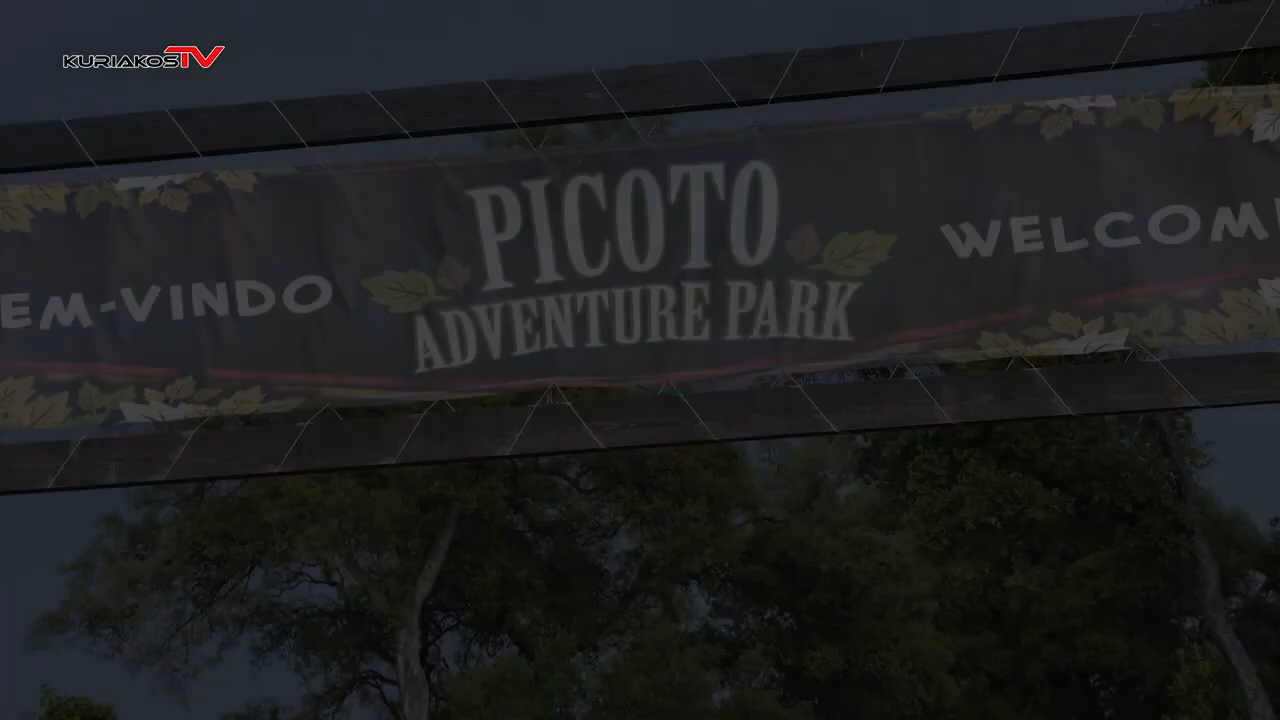 KURIAKOSTV
EM-VINDO
PICOTO
ADVENTURE PARK
WELCOM